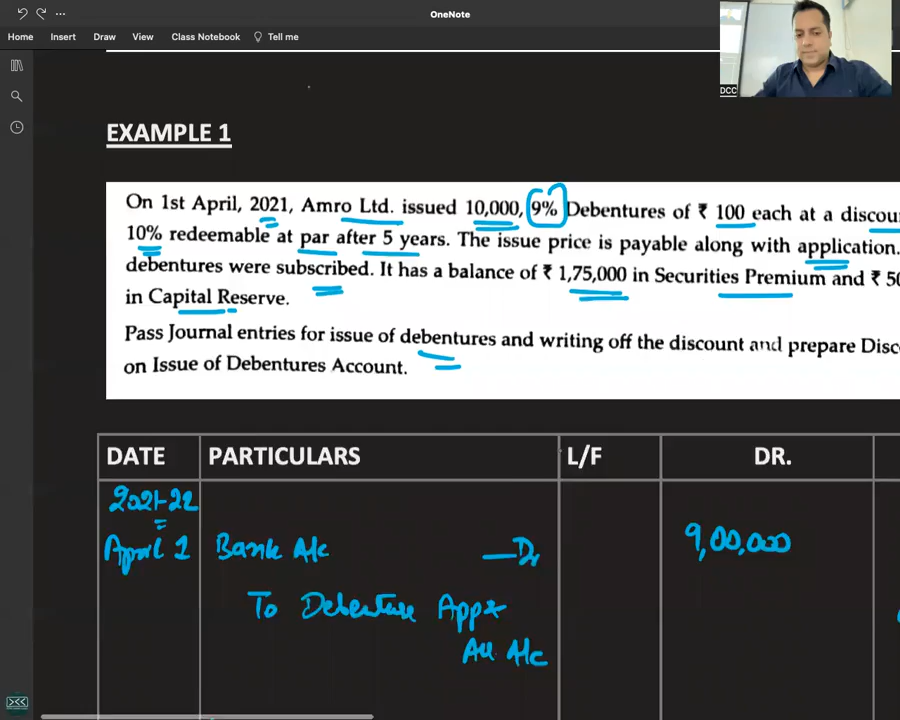 OneNote
Home Insert Draw View Class Notebook Tell me
DCC
EXAMPLE 1
On 1st April, 2021, Amro Ltd. issued 10,000, 9% Debentures of ₹ 100 each at a discou
10% redeemable at par after 5 years. The issue price is payable along with application.
debentures were subscribed. It has a balance of ₹ 1,75,000 in Securities Premium and ₹ 50
in Capital Reserve.
Pass Journal entries for issue of debentures and writing off the discount and prepare Disc
on Issue of Debentures Account.
DATE PARTICULARS L/F DR.
2021-22
April 1 Bank A/c —Dr 9,00,000
To Debenture App×
All A/c